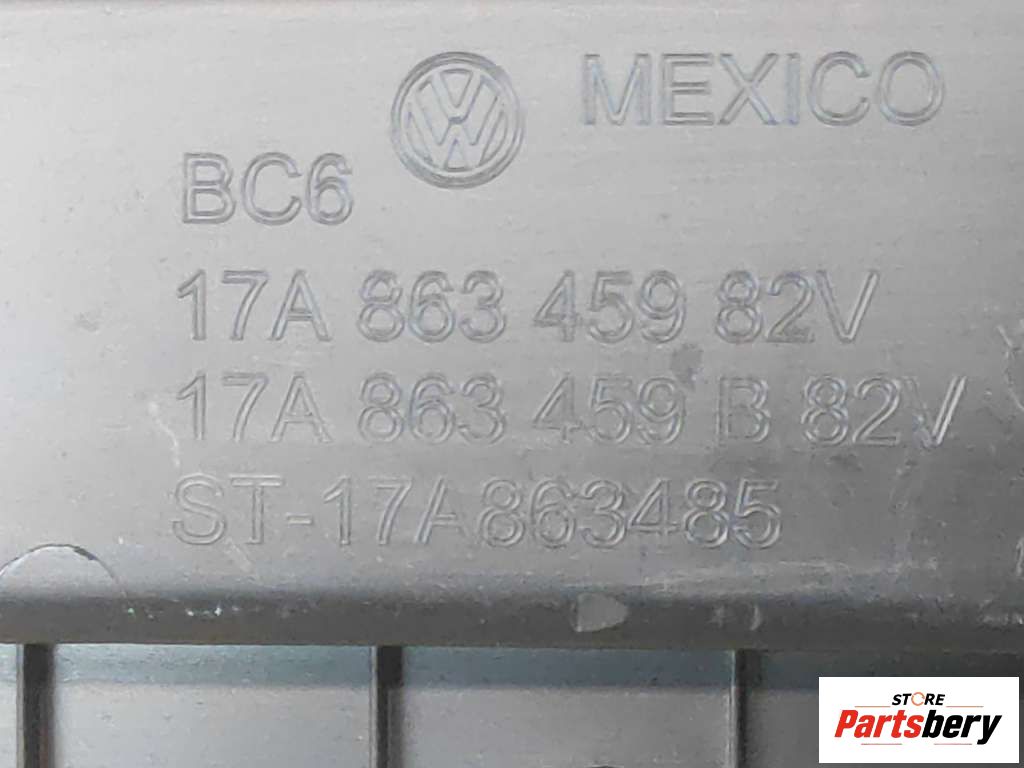 MEXICO
BC6
17A 863 459 82V
17A 863 459 B 82V
ST-17A863485
STORE
Partsbery